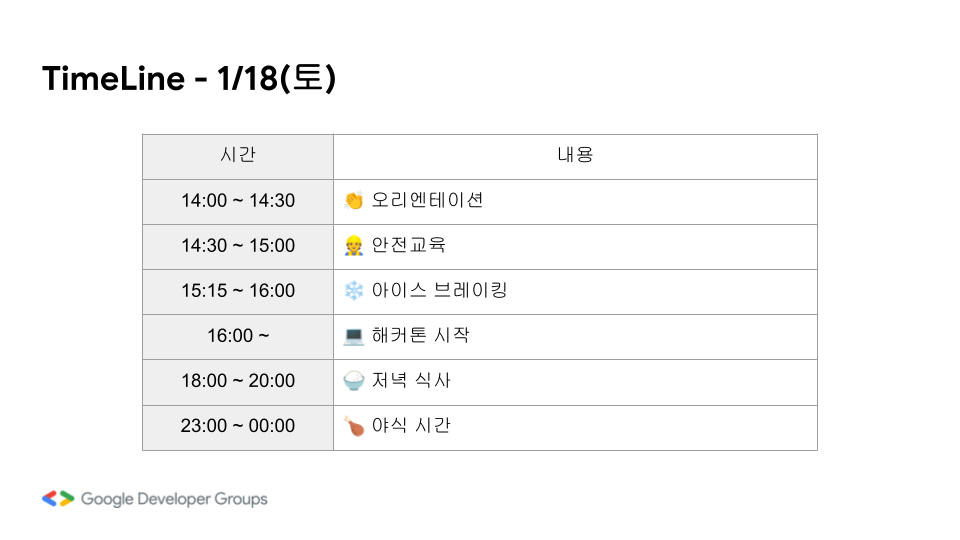 TimeLine - 1/18(토)
시간 내용
14:00 ~ 14:30 👏 오리엔테이션
14:30 ~ 15:00 👷 안전교육
15:15 ~ 16:00 ❄️ 아이스 브레이킹
16:00 ~ 💻 해커톤 시작
18:00 ~ 20:00 🍚 저녁 식사
23:00 ~ 00:00 🍗 야식 시간
Google Developer Groups